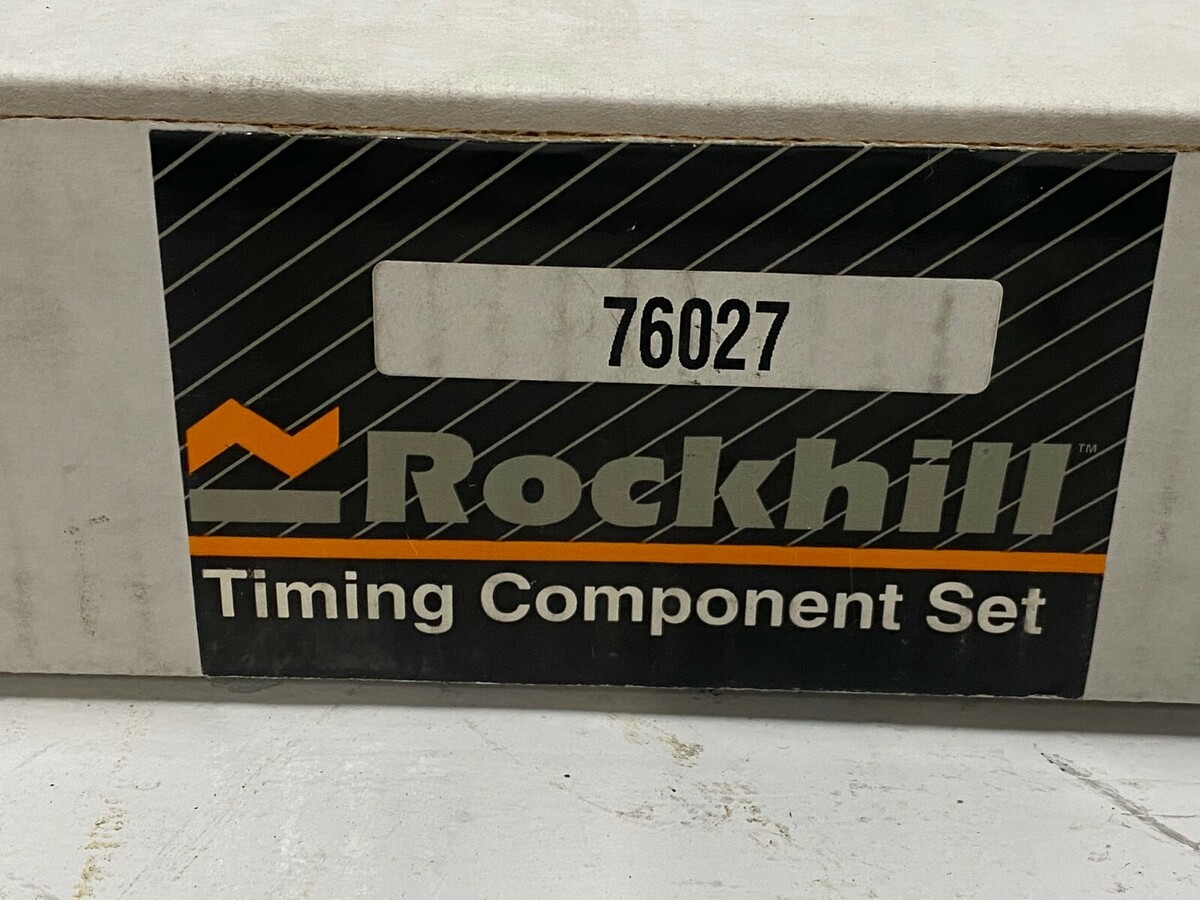 76027
Rockhill™
Timing Component Set